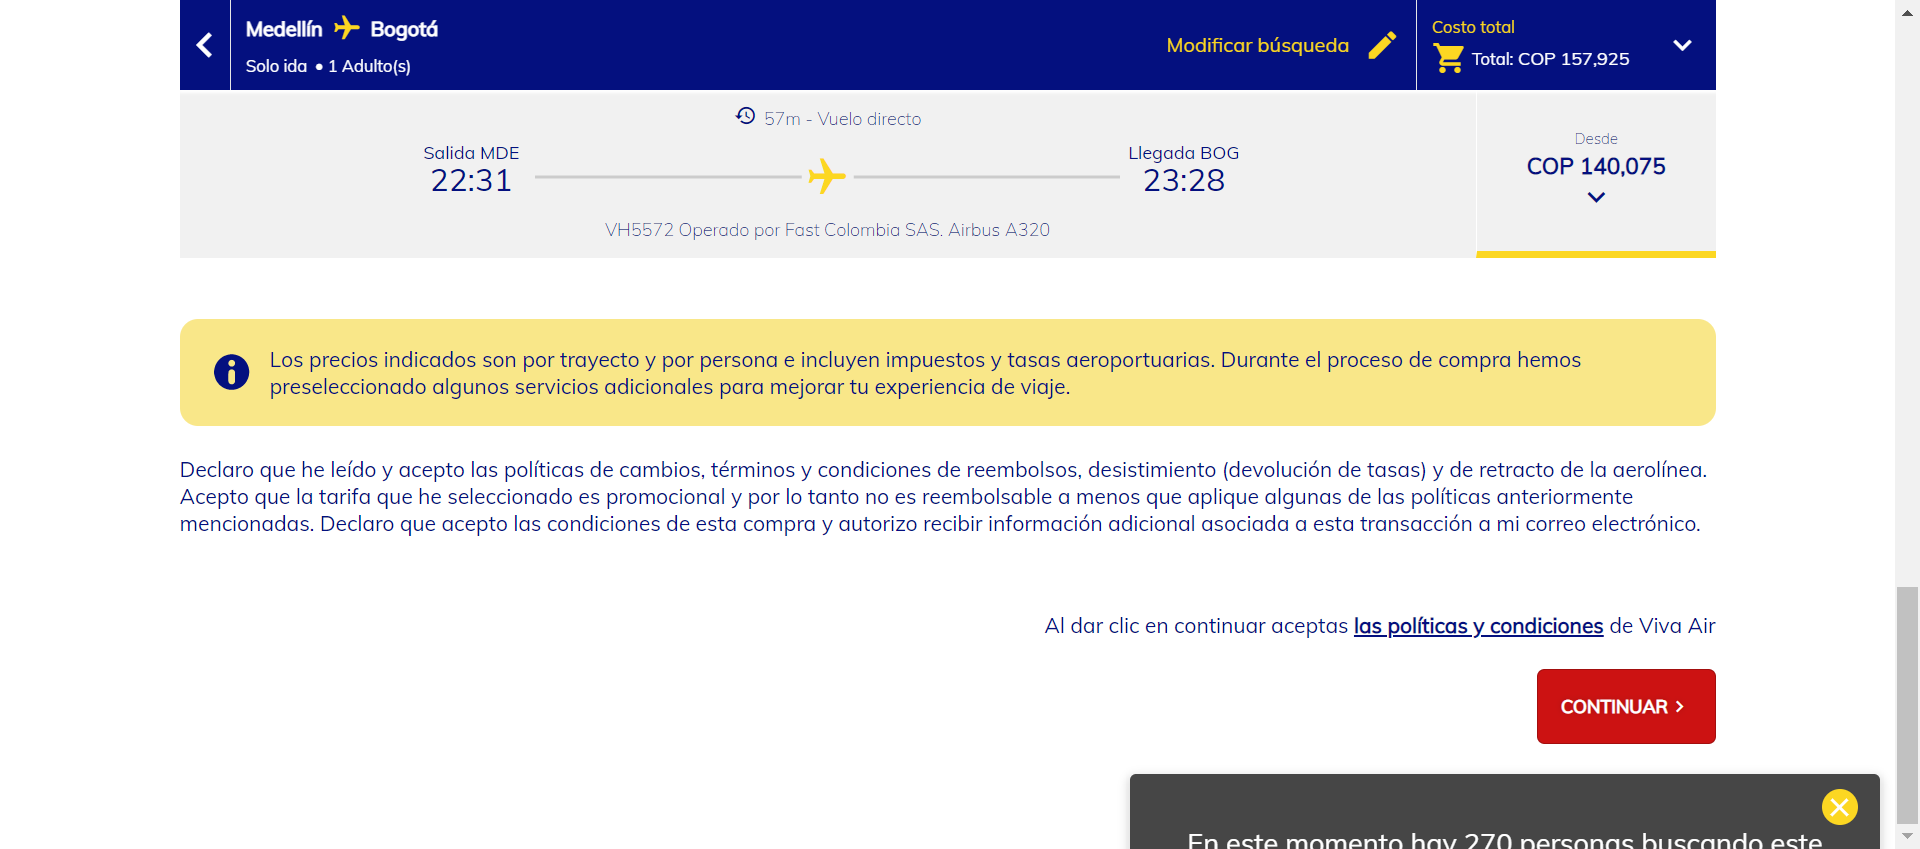 Medellín Bogotá
Solo ida • 1 Adulto(s)
Modificar búsqueda
Costo total
Total: COP 157,925
57m - Vuelo directo
Salida MDE
22:31
Llegada BOG
23:28
VH5572 Operado por Fast Colombia SAS. Airbus A320
Desde
COP 140,075
Los precios indicados son por trayecto y por persona e incluyen impuestos y tasas aeroportuarias. Durante el proceso de compra hemos
preseleccionado algunos servicios adicionales para mejorar tu experiencia de viaje.
Declaro que he leído y acepto las políticas de cambios, términos y condiciones de reembolsos, desistimiento (devolución de tasas) y de retracto de la aerolínea.
Acepto que la tarifa que he seleccionado es promocional y por lo tanto no es reembolsable a menos que aplique algunas de las políticas anteriormente
mencionadas. Declaro que acepto las condiciones de esta compra y autorizo recibir información adicional asociada a esta transacción a mi correo electrónico.
Al dar clic en continuar aceptas las políticas y condiciones de Viva Air
CONTINUAR
En este momento hay 270 personas buscando este